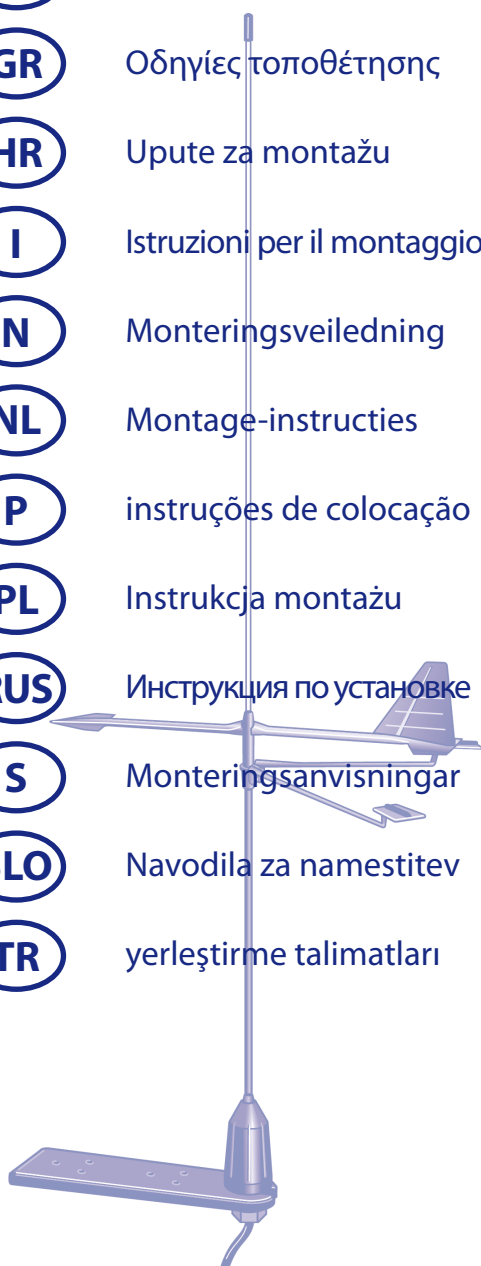 GR Οδηγίες τοποθέτησης
HR Upute za montažu
I Istruzioni per il montaggio
N Monteringsveiledning
NL Montage-instructies
P instruções de colocação
PL Instrukcja montażu
RUS Инструкция по установке
S Monteringsanvisningar
SLO Navodila za namestitev
TR yerleştirme talimatları